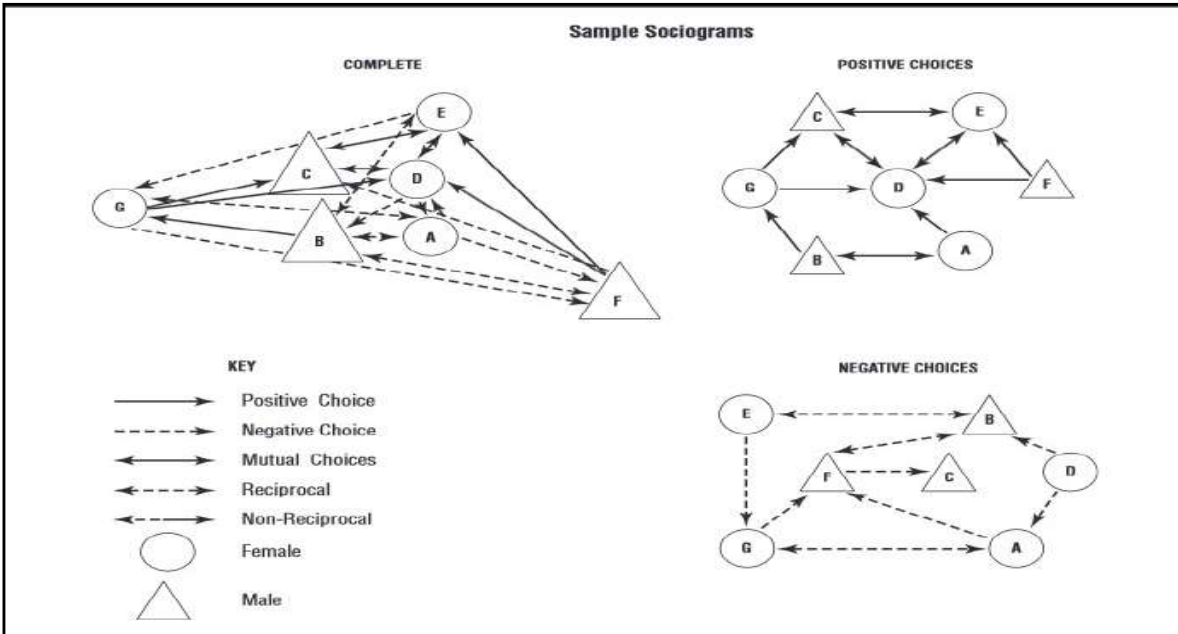 Sample Sociograms
COMPLETE
E
C
D
G
B
A
F
POSITIVE CHOICES
C
E
G
D
F
B
A
KEY
Positive Choice
Negative Choice
Mutual Choices
Reciprocal
Non-Reciprocal
Female
Male
NEGATIVE CHOICES
E
B
F
C
D
G
A